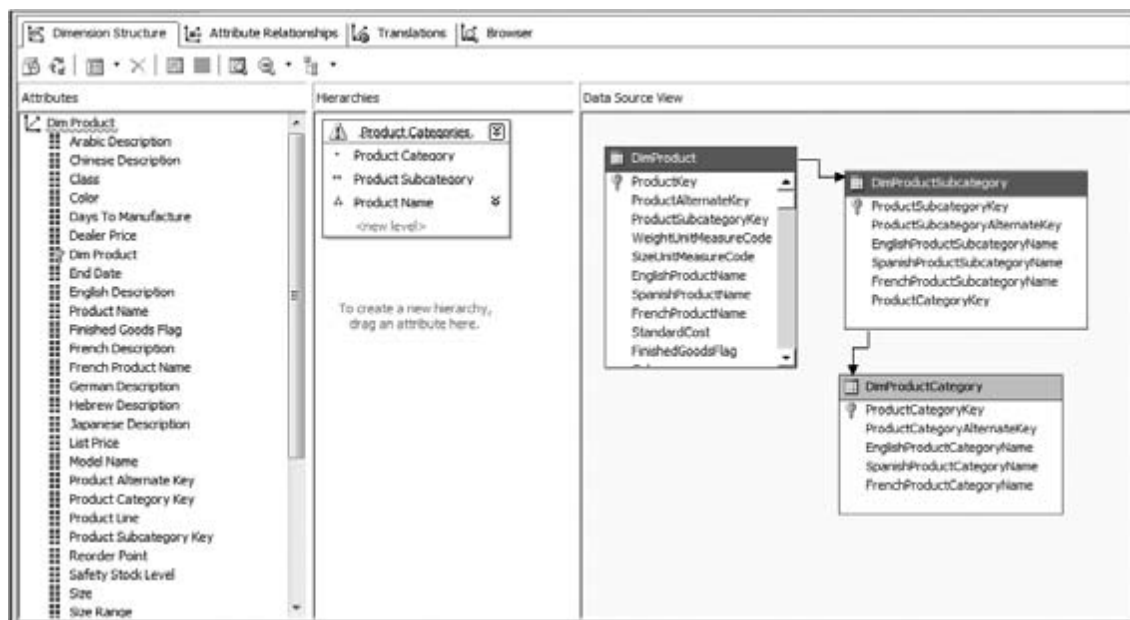 Dimension Structure
Attribute Relationships
Translations
Browser
Attributes
Dim Product
Arabic Description
Chinese Description
Class
Color
Days To Manufacture
Dealer Price
Dim Product
End Date
English Description
Product Name
Finished Goods Flag
French Description
French Product Name
German Description
Hebrew Description
Japanese Description
List Price
Model Name
Product Alternate Key
Product Category Key
Product Line
Product Subcategory Key
Reorder Point
Safety Stock Level
Size
Size Range
Hierarchies
Product Categories
Product Category
Product Subcategory
Product Name
<new level>
To create a new hierarchy,
drag an attribute here.
Data Source View
DimProduct
ProductKey
ProductAlternateKey
ProductSubcategoryKey
WeightUnitMeasureCode
SizeUnitMeasureCode
EnglishProductName
SpanishProductName
FrenchProductName
StandardCost
FinishedGoodsFlag
DimProductSubcategory
ProductSubcategoryKey
ProductSubcategoryAlternateKey
EnglishProductSubcategoryName
SpanishProductSubcategoryName
FrenchProductSubcategoryName
ProductCategoryKey
DimProductCategory
ProductCategoryKey
ProductCategoryAlternateKey
EnglishProductCategoryName
SpanishProductCategoryName
FrenchProductCategoryName